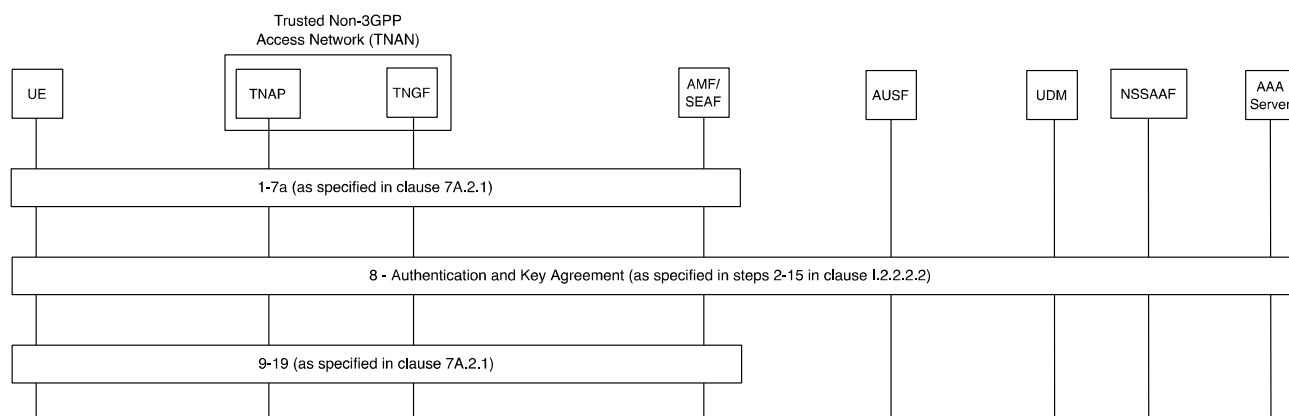 Trusted Non-3GPP
Access Network (TNAN)
UE
TNAP
TNGF
AMF/
SEAF
AUSF
UDM
NSSAAF
AAA
Server
1-7a (as specified in clause 7A.2.1)
8 - Authentication and Key Agreement (as specified in steps 2-15 in clause I.2.2.2.2)
9-19 (as specified in clause 7A.2.1)